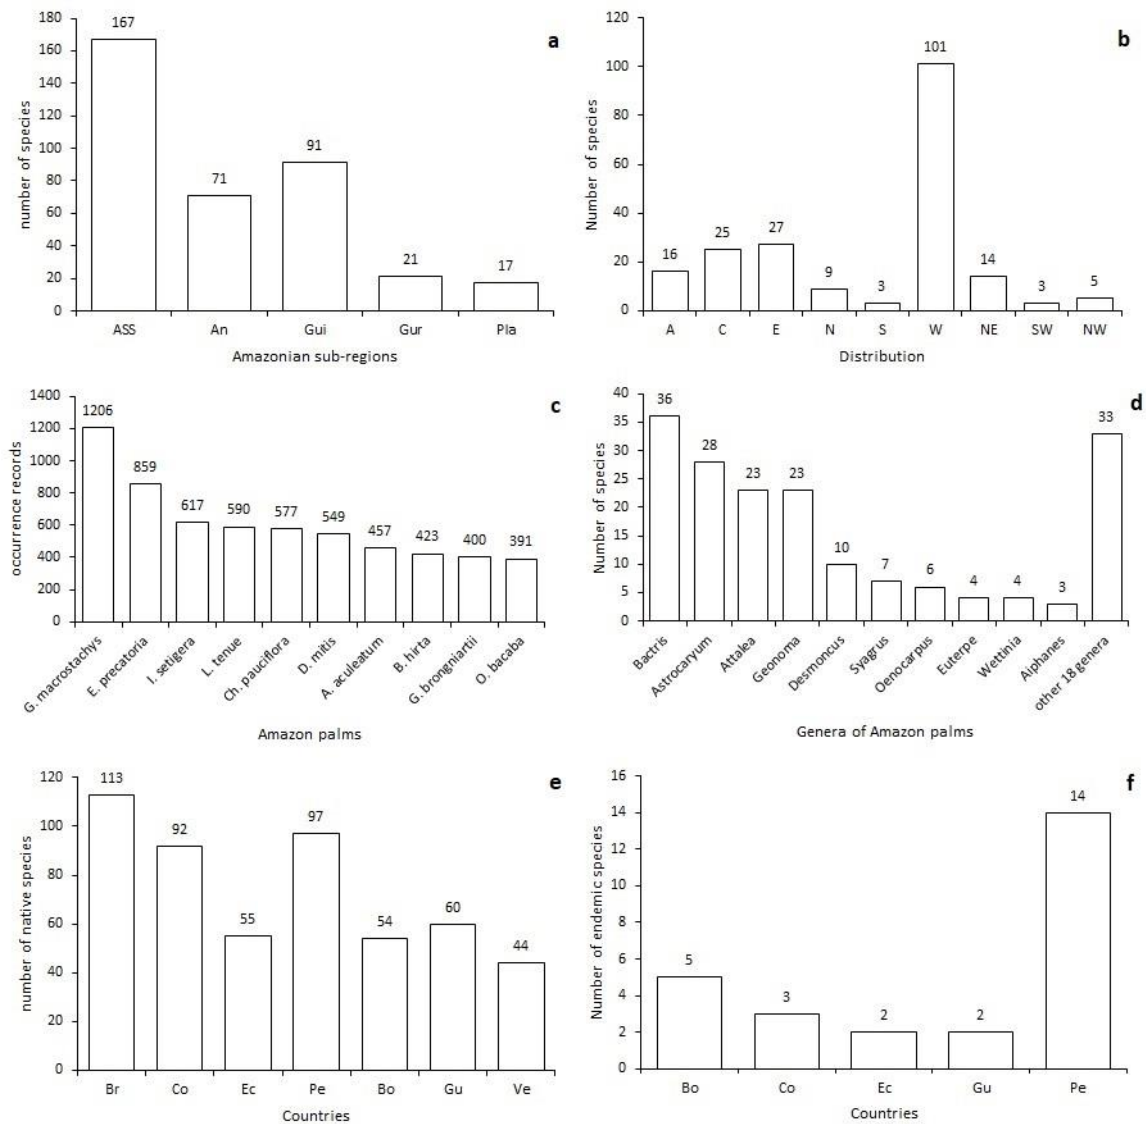 a
number of species
180
160
140
120
100
80
60
40
20
0
167
71
91
21
17
ASS An Gui Gur Pla
Amazonian sub-regions
b
Number of species
120
100
80
60
40
20
0
16
25
27
9
3
101
14
3
5
A C E N S W NE SW NW
Distribution
c
occurrence records
1400
1200
1000
800
600
400
200
0
1206
859
617
590
577
549
457
423
400
391
G. macrostachys
E. precatoria
I. setigera
L. tenue
Ch. pauciflora
D. mitis
A. aculeatum
B. hirta
G. brongniartii
O. bacaba
Amazon palms
d
Number of species
40
35
30
25
20
15
10
5
0
36
28
23
23
10
7
6
4
4
3
33
Bactris
Astrocaryum
Attalea
Geonoma
Desmoncus
Syagrus
Oenocarpus
Euterpe
Wettinia
Aiphanes
other 18 genera
Genera of Amazon palms
e
number of native species
120
100
80
60
40
20
0
113
92
55
97
54
60
44
Br Co Ec Pe Bo Gu Ve
Countries
f
Number of endemic species
16
14
12
10
8
6
4
2
0
5
3
2
2
14
Bo Co Ec Gu Pe
Countries